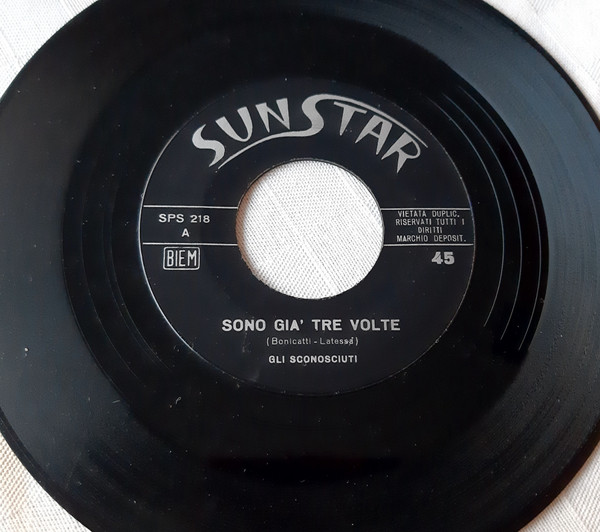 SUNSTAR
SPS 218
A
BIEM
VIETATA DUPLIC.
RISERVATI TUTTI I
DIRITTI
MARCHIO DEPOSIT.
45
SONO GIA' TRE VOLTE
(Bonicatti - Latessa)
GLI SCONOSCIUTI